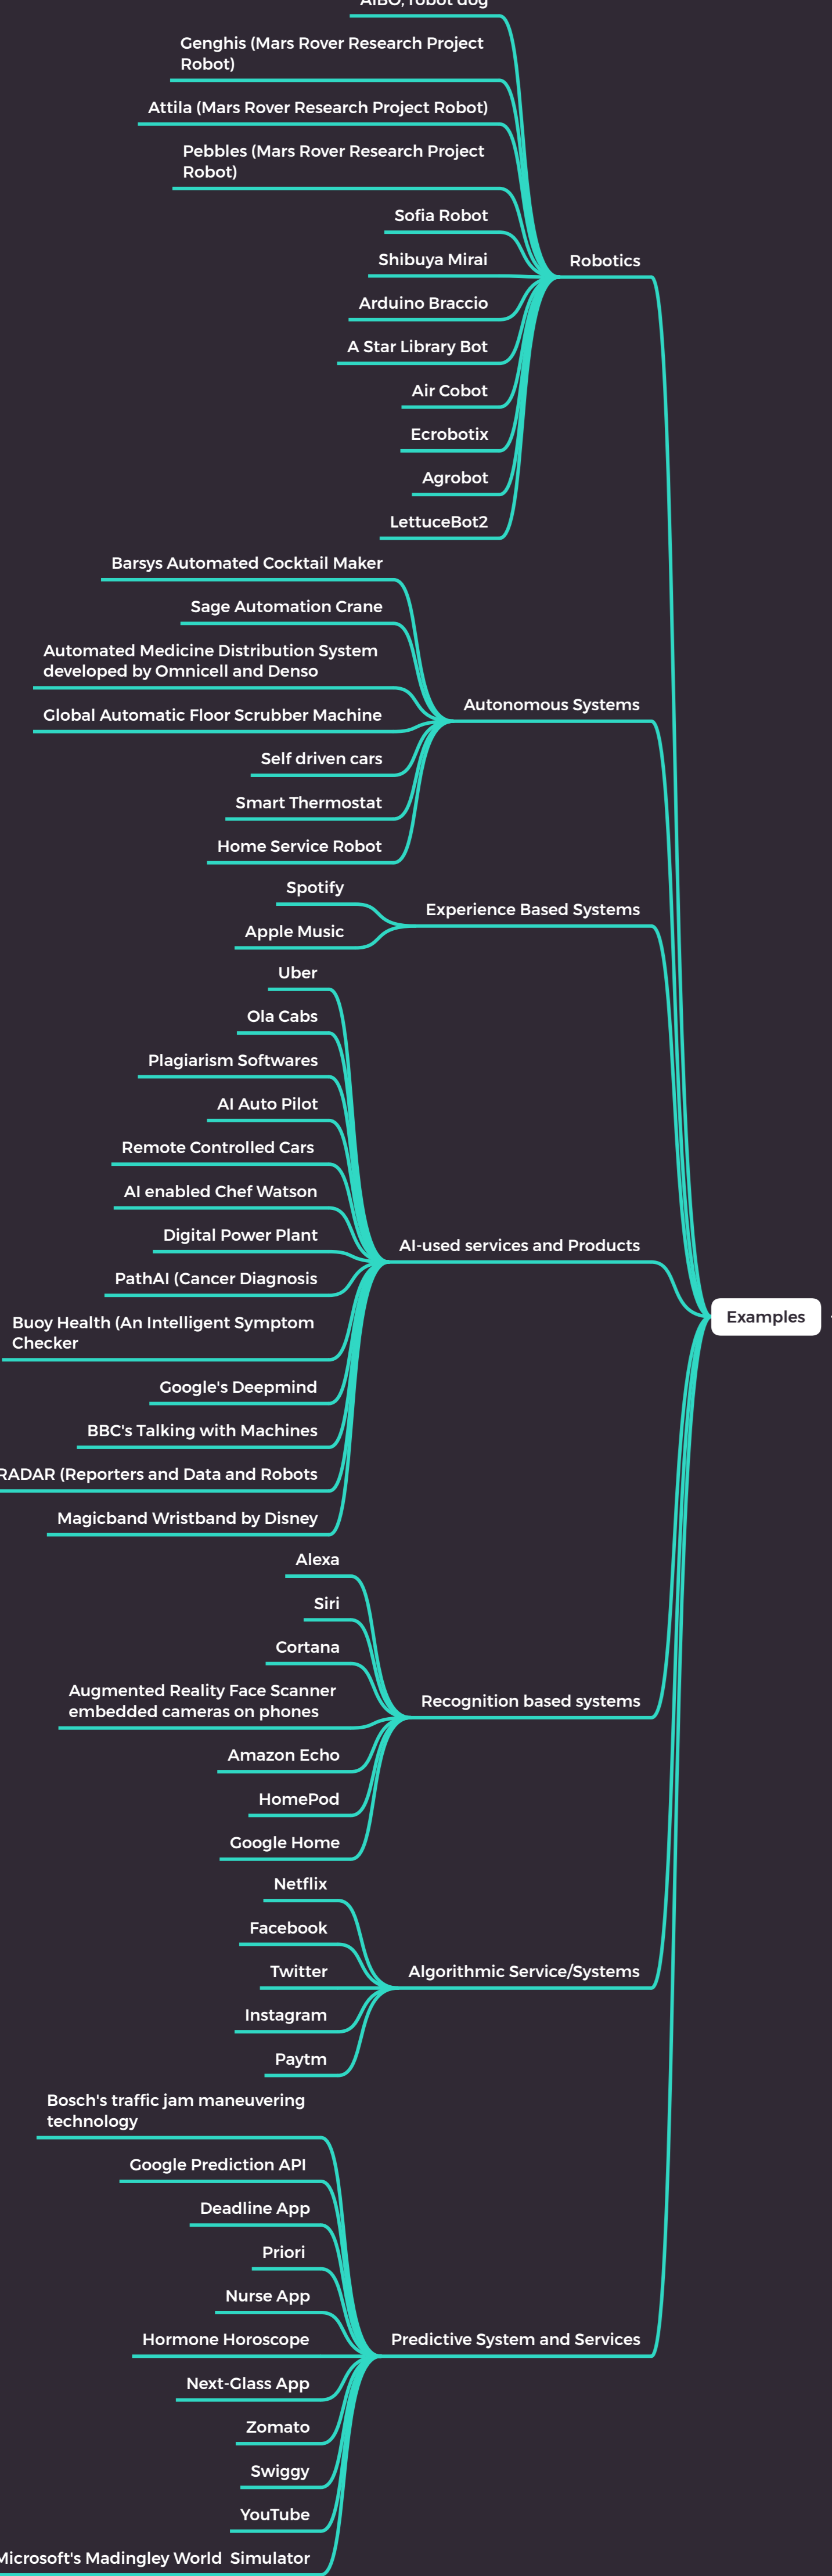 AIBO, robot dog
Genghis (Mars Rover Research Project
Robot)
Attila (Mars Rover Research Project Robot)
Pebbles (Mars Rover Research Project
Robot)
Sofia Robot
Shibuya Mirai
Robotics
Arduino Braccio
A Star Library Bot
Air Cobot
Ecrobotix
Agrobot
LettuceBot2
Barsys Automated Cocktail Maker
Sage Automation Crane
Automated Medicine Distribution System
developed by Omnicell and Denso
Autonomous Systems
Global Automatic Floor Scrubber Machine
Self driven cars
Smart Thermostat
Home Service Robot
Spotify
Experience Based Systems
Apple Music
Uber
Ola Cabs
Plagiarism Softwares
AI Auto Pilot
Remote Controlled Cars
AI enabled Chef Watson
Digital Power Plant
AI-used services and Products
PathAI (Cancer Diagnosis
Examples
Buoy Health (An Intelligent Symptom
Checker
Google's Deepmind
BBC's Talking with Machines
RADAR (Reporters and Data and Robots
Magicband Wristband by Disney
Alexa
Siri
Cortana
Augmented Reality Face Scanner
embedded cameras on phones
Recognition based systems
Amazon Echo
HomePod
Google Home
Netflix
Facebook
Twitter
Algorithmic Service/Systems
Instagram
Paytm
Bosch's traffic jam maneuvering
technology
Google Prediction API
Deadline App
Priori
Nurse App
Hormone Horoscope
Predictive System and Services
Next-Glass App
Zomato
Swiggy
YouTube
Microsoft's Madingley World Simulator